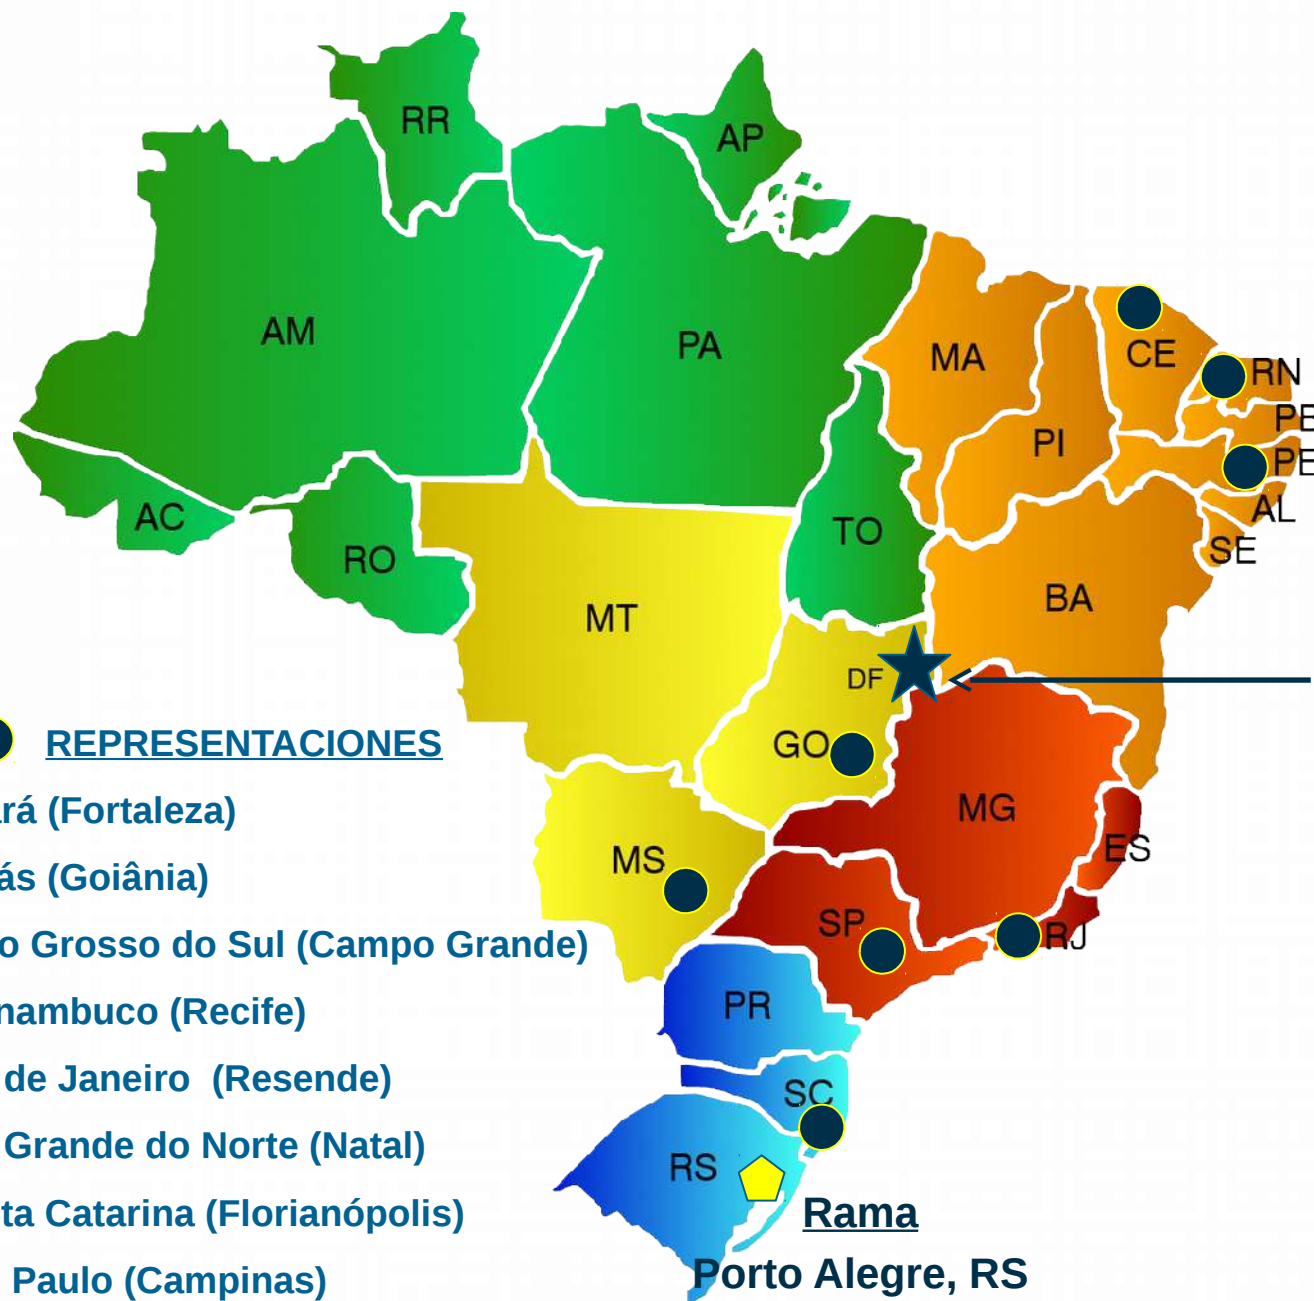 RR
AP
AM
PA
MA
CE
RN
PB
PI
PE
AC
AL
TO
SE
RO
BA
MT
DF
GO
REPRESENTACIONES
MG
ará (Fortaleza)
ES
MS
ás (Goiânia)
SP
RJ
o Grosso do Sul (Campo Grande)
PR
nambuco (Recife)
de Janeiro (Resende)
SC
Grande do Norte (Natal)
RS
ta Catarina (Florianópolis)
Rama
Paulo (Campinas)
Porto Alegre, RS